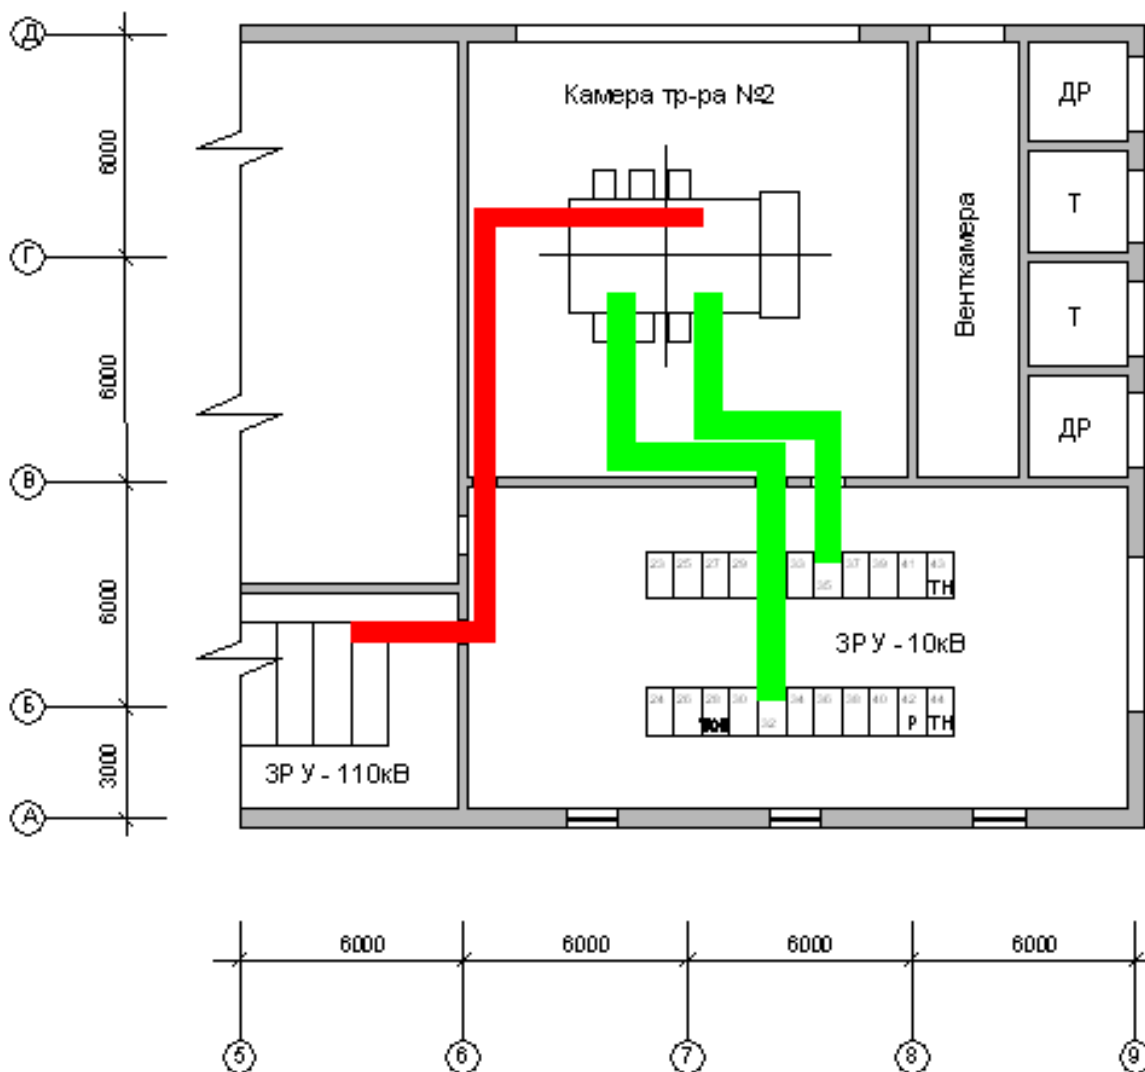 Д
Камера тр-ра №2
ДР
6000
Т
Венткамера
Г
Т
6000
ДР
В
23 25 27 29 33 35 37 39 41 43
ТН
6000
ЗРУ - 10кВ
Б
24 26 28 30 32 34 36 38 40 42 44
Р ТН
3000
ЗРУ - 110кВ
А
6000 6000 6000 6000
5 6 7 8 9